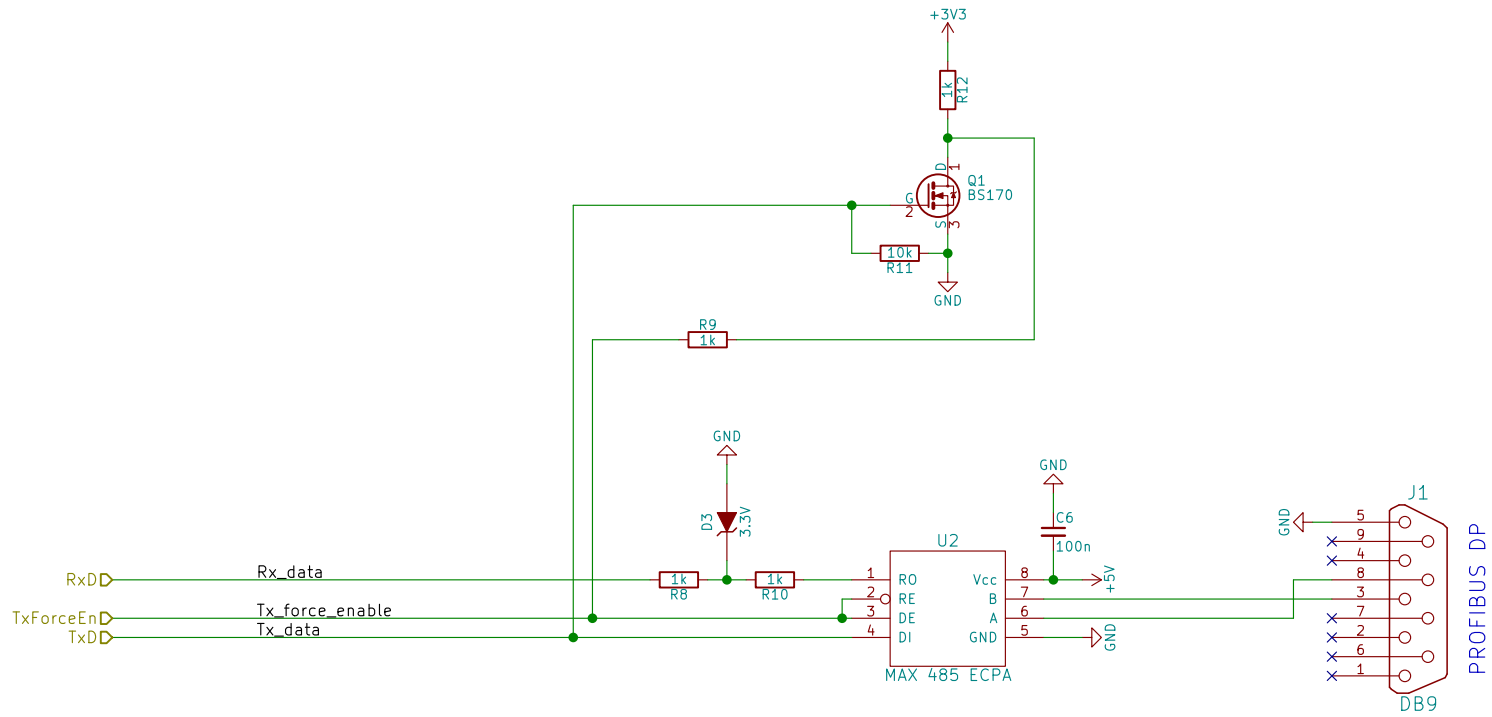 +3V3
1k
R12
D
1
Q1
BS170
G
2
S
3
10k
R11
GND
R9
1k
GND
D3
3.3V
GND
C6
100n
J1
GND
5
9
4
8
3
7
2
6
1
DB9
PROFIBUS DP
U2
RxD
Rx_data
1k
R8
1k
R10
1
RO
Vcc
8
+5V
2
RE
B
7
TxForceEn
Tx_force_enable
3
DE
A
6
TxD
Tx_data
4
DI
GND
5
GND
MAX 485 ECPA